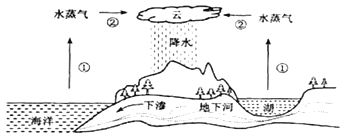 水蒸气
②
云
②
水蒸气
降水
①
①
海洋
下渗
地下河
湖